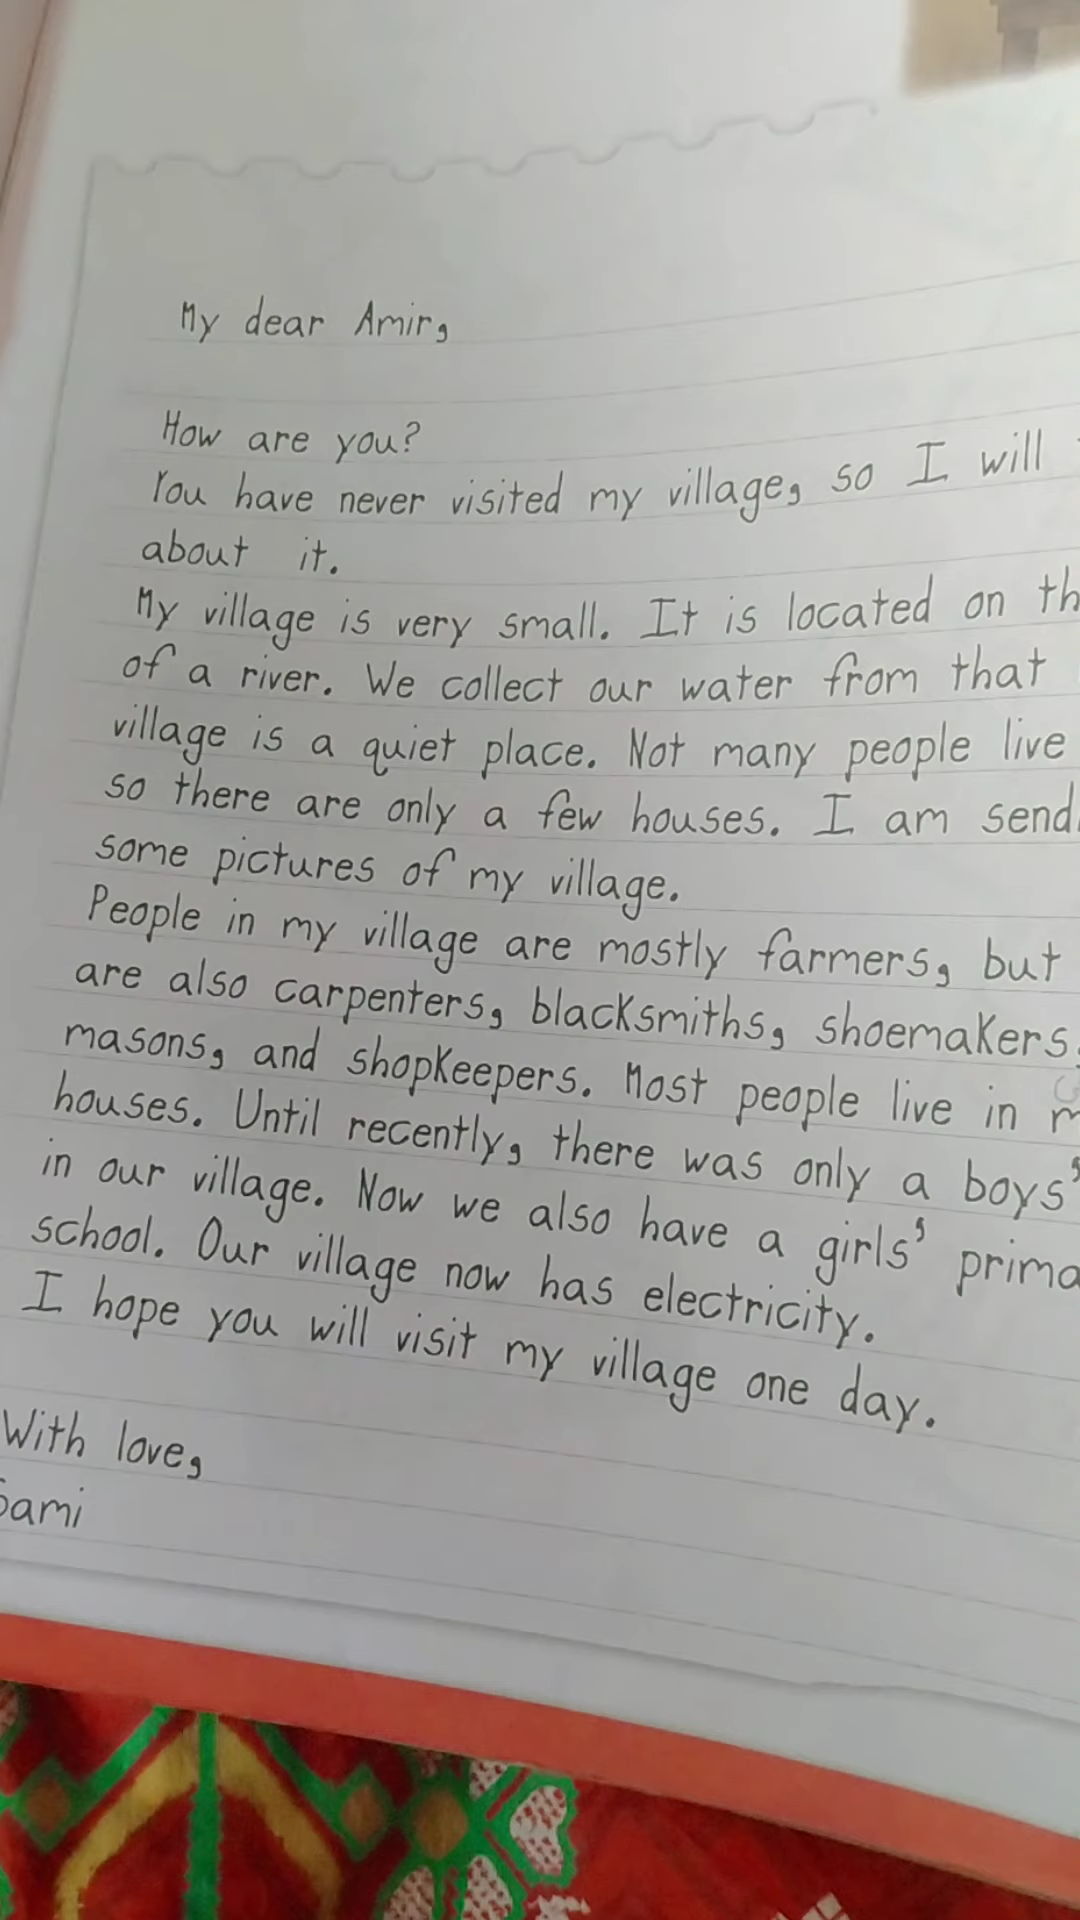 My dear Amir,
How are you?
You have never visited my village, so I will
about it.
My village is very small. It is located on
of a river. We collect our water from that
village is a quiet place. Not many people live
so there are only a few houses. I am
some pictures of my village.
People in my village are mostly farmers, but
are also carpenters, blacksmiths, shoemakers,
masons, and shopkeepers. Most people live in
houses. Until recently, there was only a boys'
in our village. Now we also have a girls'
school. Our village now has electricity.
I hope you will visit my village one day.
With love,
Sami